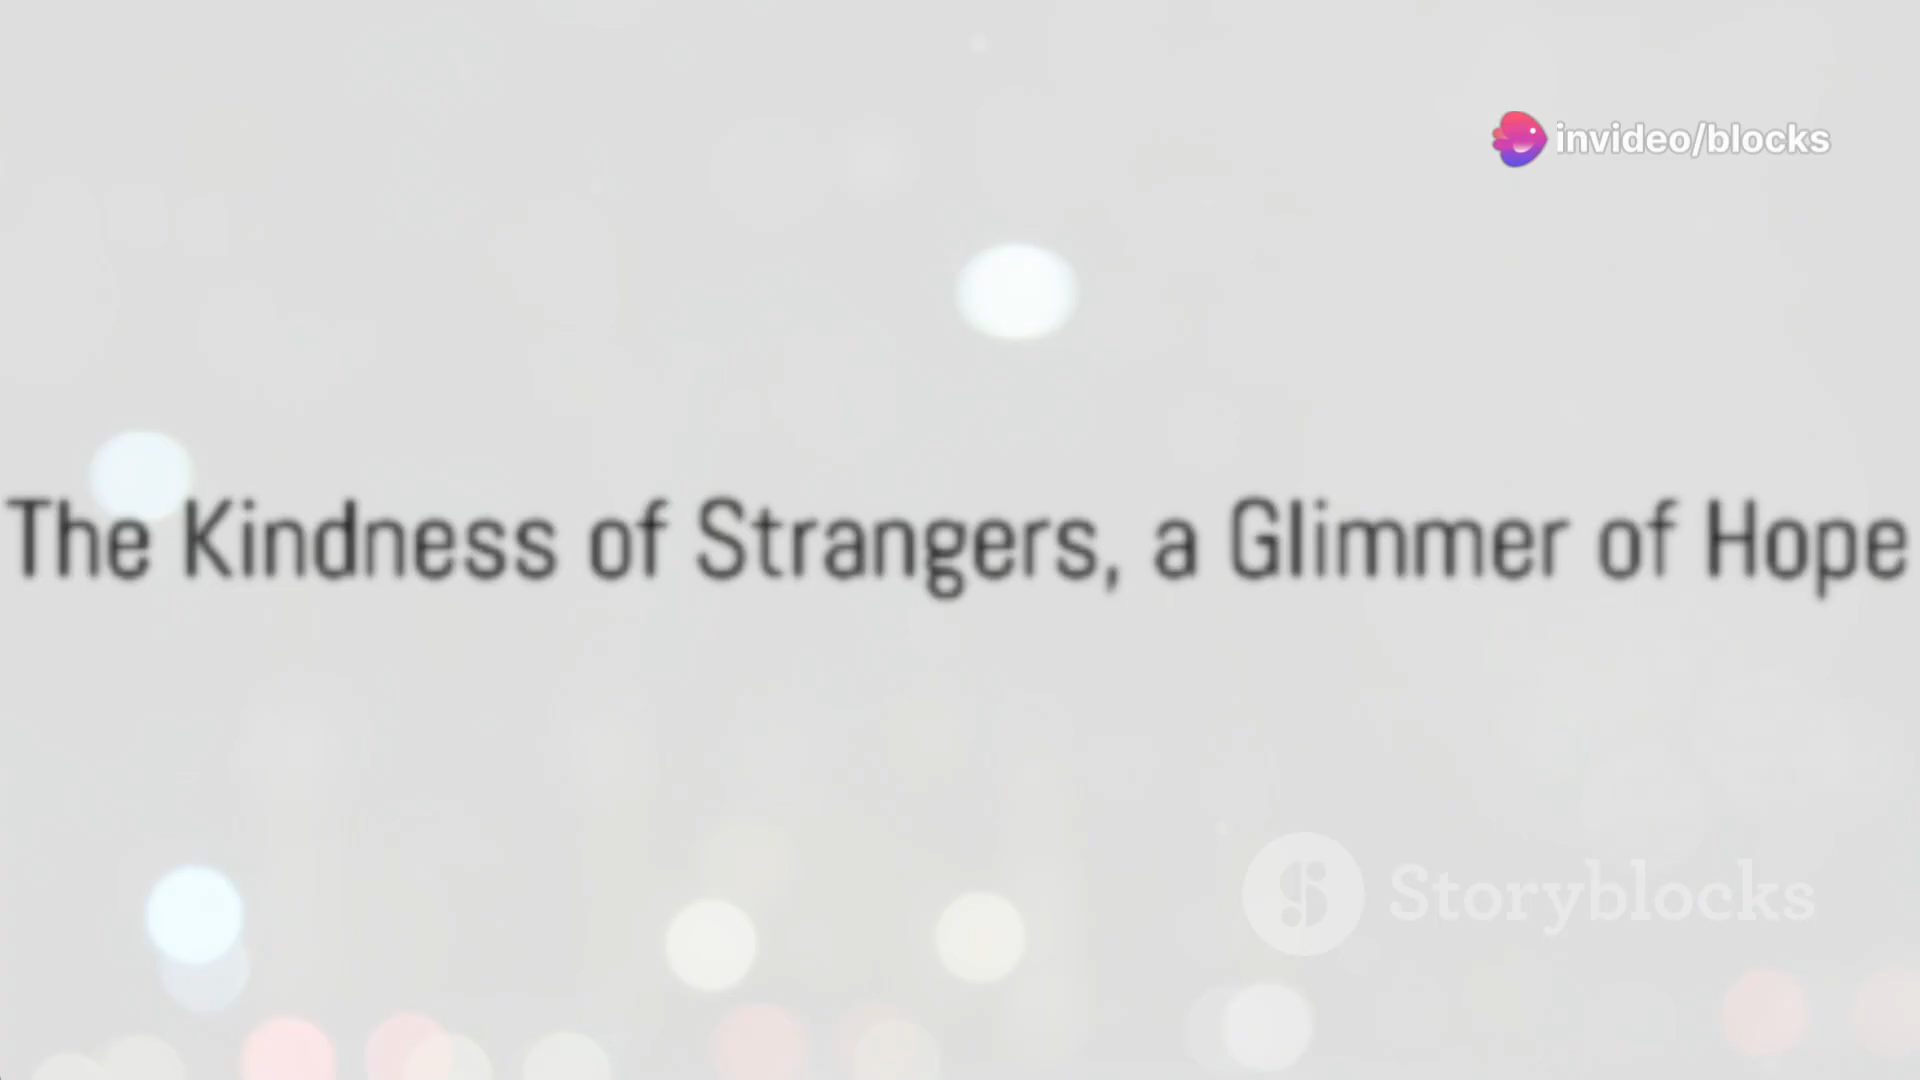 invideo/blocks
The Kindness of Strangers, a Glimmer of Hope
Storyblocks